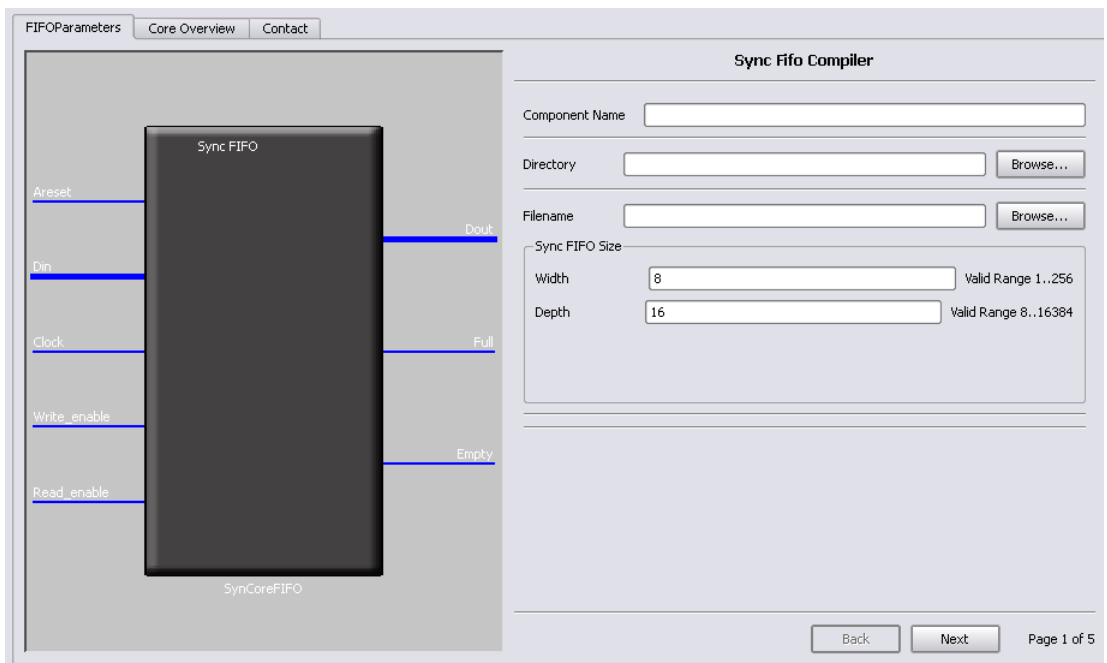 FIFOParameters
Core Overview
Contact
Sync FIFO
Areset
Din
Clock
Write_enable
Read_enable
Dout
Full
Empty
SynCoreFIFO
Sync Fifo Compiler
Component Name
Directory Browse...
Filename Browse...
Sync FIFO Size
Width 8 Valid Range 1..256
Depth 16 Valid Range 8..16384
Back Next Page 1 of 5